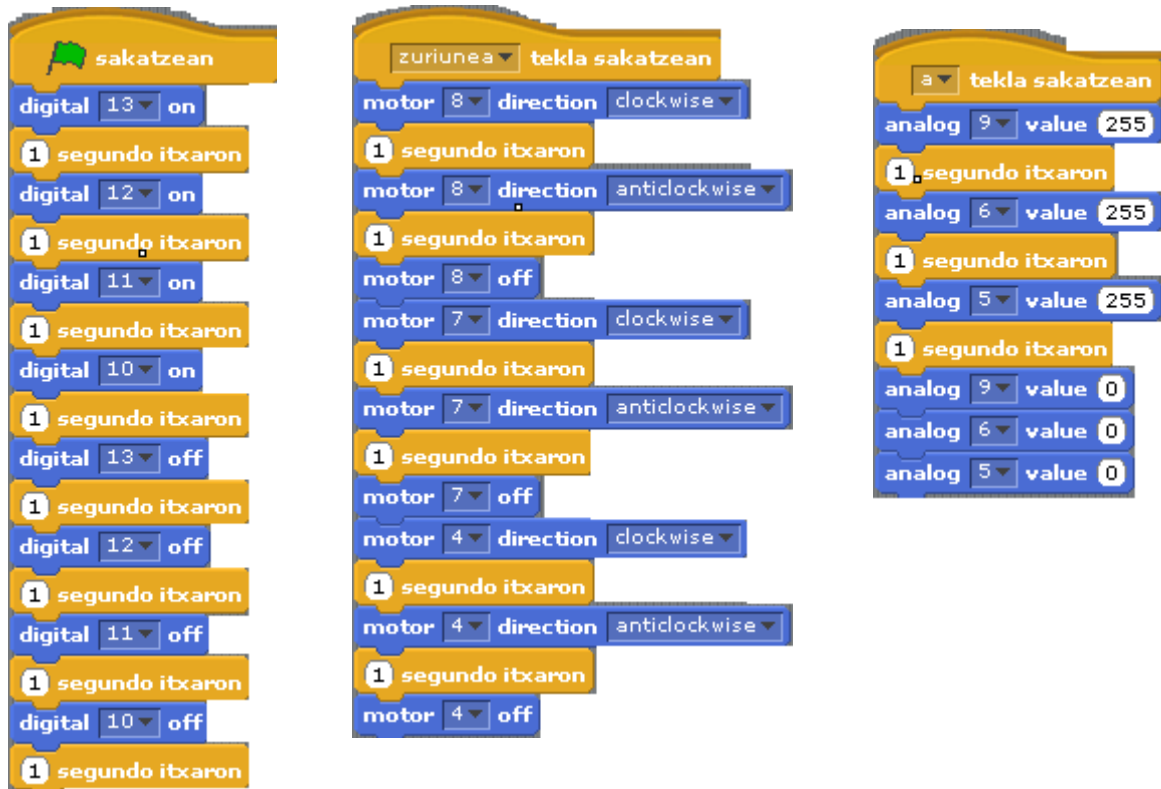 sakatzean
digital 13 on
1 segundo itxaron
digital 12 on
1 segundo itxaron
digital 11 on
1 segundo itxaron
digital 10 on
1 segundo itxaron
digital 13 off
1 segundo itxaron
digital 12 off
1 segundo itxaron
digital 11 off
1 segundo itxaron
digital 10 off
1 segundo itxaron
zuriunea tekla sakatzean
motor 8 direction clockwise
1 segundo itxaron
motor 8 direction anticlockwise
1 segundo itxaron
motor 8 off
motor 7 direction clockwise
1 segundo itxaron
motor 7 direction anticlockwise
1 segundo itxaron
motor 7 off
motor 4 direction clockwise
1 segundo itxaron
motor 4 direction anticlockwise
1 segundo itxaron
motor 4 off
a tekla sakatzean
analog 9 value 255
1 segundo itxaron
analog 6 value 255
1 segundo itxaron
analog 5 value 255
1 segundo itxaron
analog 9 value 0
analog 6 value 0
analog 5 value 0